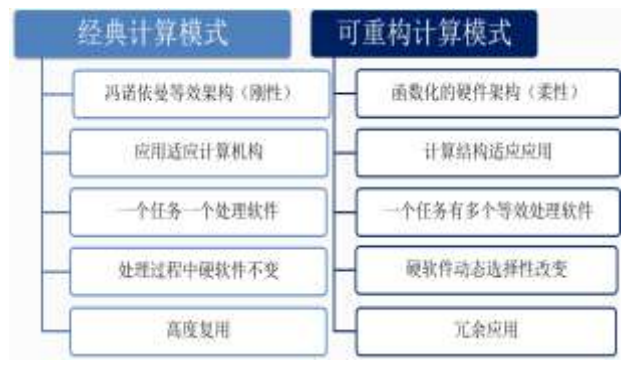 经典计算模式
冯诺依曼等效架构（刚性）
应用适应计算机构
一个任务一个处理软件
处理过程中硬软件不变
高度复用
可重构计算模式
函数化的硬件架构（柔性）
计算结构适应应用
一个任务有多个等效处理软件
硬软件动态选择性改变
冗余应用